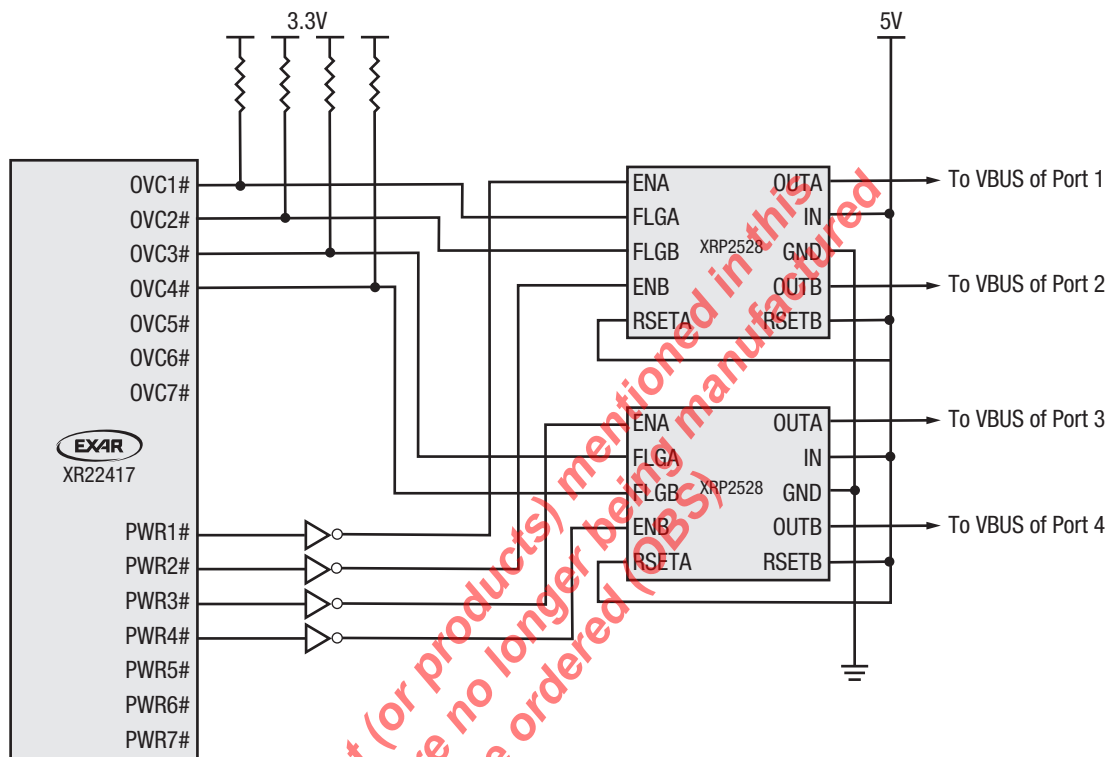 3.3V
5V
OVC1#
OVC2#
OVC3#
OVC4#
OVC5#
OVC6#
OVC7#
EXAR
XR22417
PWR1#
PWR2#
PWR3#
PWR4#
PWR5#
PWR6#
PWR7#
ENA
FLGA
FLGB
ENB
RSETA
XRP2528
OUTA
IN
GND
OUTB
RSETB
To VBUS of Port 1
To VBUS of Port 2
ENA
FLGA
FLGB
ENB
RSETA
XRP2528
OUTA
IN
GND
OUTB
RSETB
To VBUS of Port 3
To VBUS of Port 4
(or products) mentioned in this
no longer being manufactured
ordered (OBS)